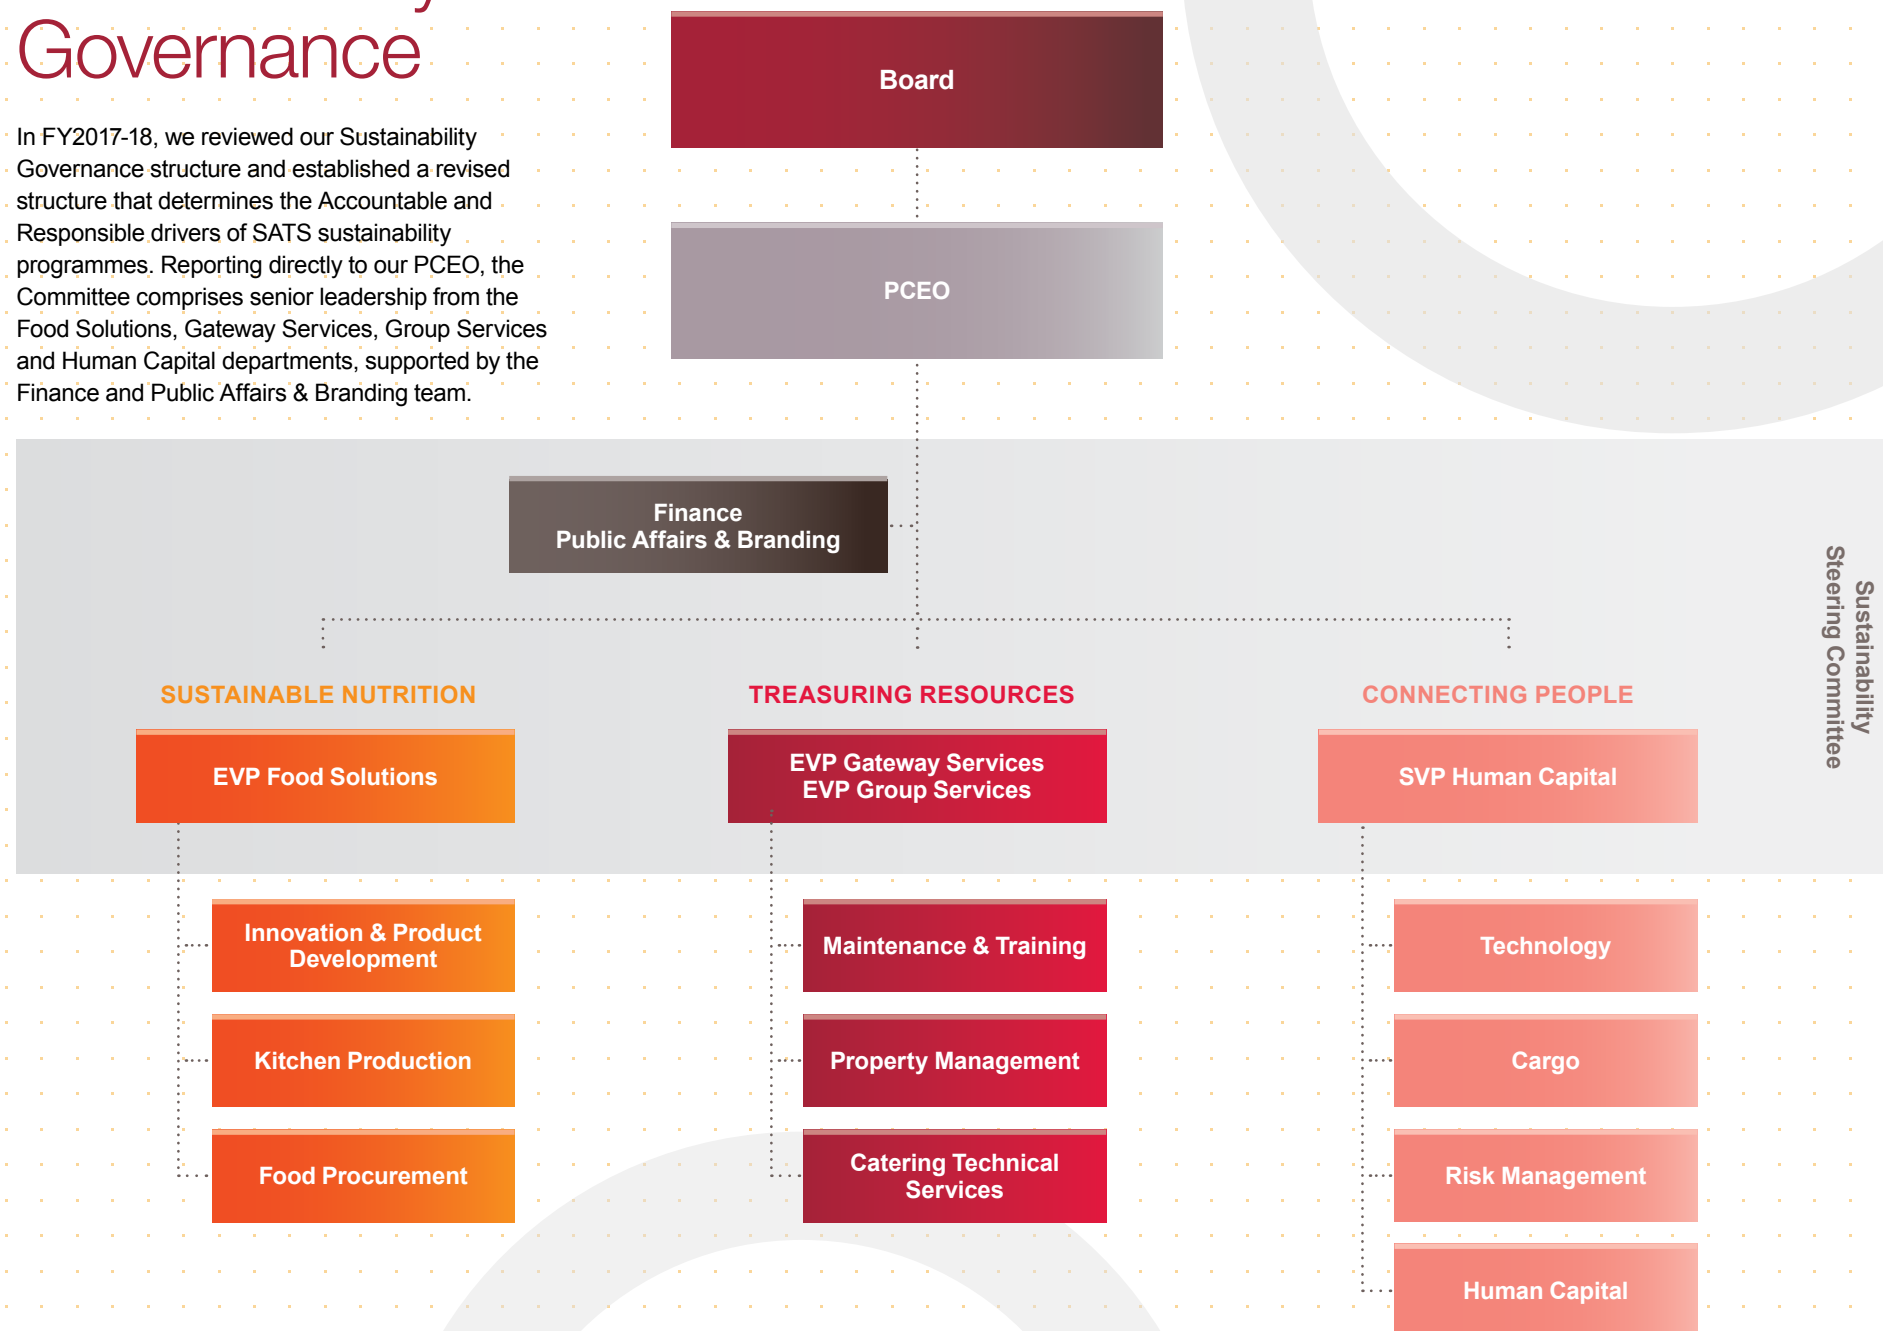 Governance
In FY2017-18, we reviewed our Sustainability
Governance structure and established a revised
structure that determines the Accountable and
Responsible drivers of SATS sustainability
programmes. Reporting directly to our PCEO, the
Committee comprises senior leadership from the
Food Solutions, Gateway Services, Group Services
and Human Capital departments, supported by the
Finance and Public Affairs & Branding team.
Board
PCEO
Finance
Public Affairs & Branding
Sustainability
Steering Committee
SUSTAINABLE NUTRITION
EVP Food Solutions
Innovation & Product
Development
Kitchen Production
Food Procurement
TREASURING RESOURCES
EVP Gateway Services
EVP Group Services
Maintenance & Training
Property Management
Catering Technical
Services
CONNECTING PEOPLE
SVP Human Capital
Technology
Cargo
Risk Management
Human Capital